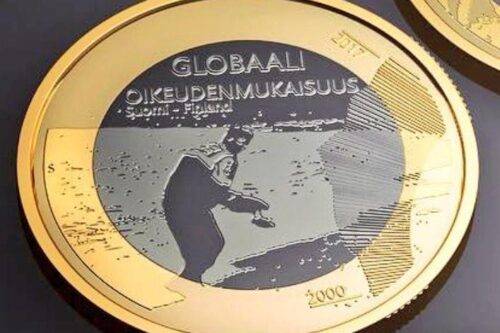 2017
GLOBAALI
OIKEUDENMUKAISUUS
Suomi - Finland
$
2000